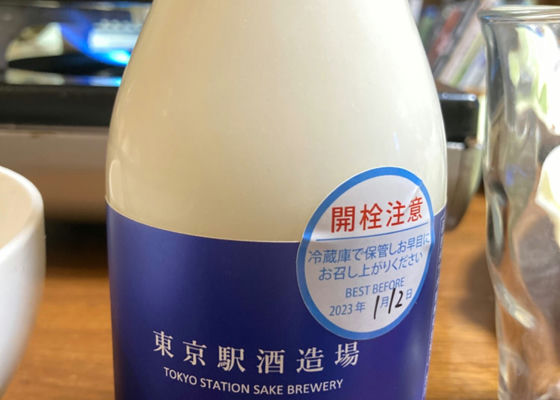 開栓注意
冷蔵庫で保管しお早目に
お召し上がりください
BEST BEFORE
2023年 1月12日
東京駅酒造場
TOKYO STATION SAKE BREWERY